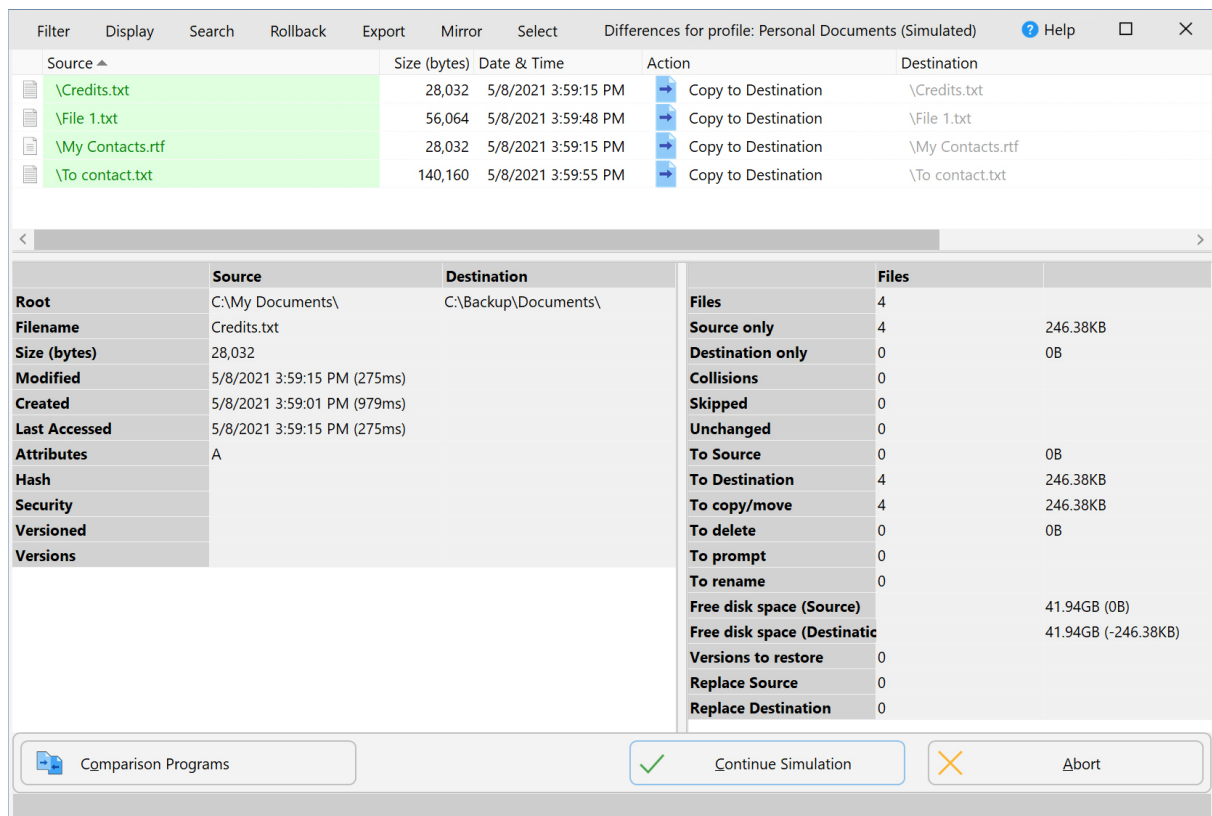 Filter Display Search Rollback Export Mirror Select Differences for profile: Personal Documents (Simulated) Help
Source Size (bytes) Date & Time Action Destination
\Credits.txt 28,032 5/8/2021 3:59:15 PM Copy to Destination \Credits.txt
\File 1.txt 56,064 5/8/2021 3:59:48 PM Copy to Destination \File 1.txt
\My Contacts.rtf 28,032 5/8/2021 3:59:15 PM Copy to Destination \My Contacts.rtf
\To contact.txt 140,160 5/8/2021 3:59:55 PM Copy to Destination \To contact.txt
Source Destination
Root C:\My Documents\ C:\Backup\Documents\
Filename Credits.txt
Size (bytes) 28,032
Modified 5/8/2021 3:59:15 PM (275ms)
Created 5/8/2021 3:59:01 PM (979ms)
Last Accessed 5/8/2021 3:59:15 PM (275ms)
Attributes A
Hash
Security
Versioned
Versions
Files
Files 4
Source only 4 246.38KB
Destination only 0 0B
Collisions 0
Skipped 0
Unchanged 0
To Source 0 0B
To Destination 4 246.38KB
To copy/move 4 246.38KB
To delete 0 0B
To prompt 0
To rename 0
Free disk space (Source) 41.94GB (0B)
Free disk space (Destinatic 41.94GB (-246.38KB)
Versions to restore 0
Replace Source 0
Replace Destination 0
Comparison Programs Continue Simulation Abort